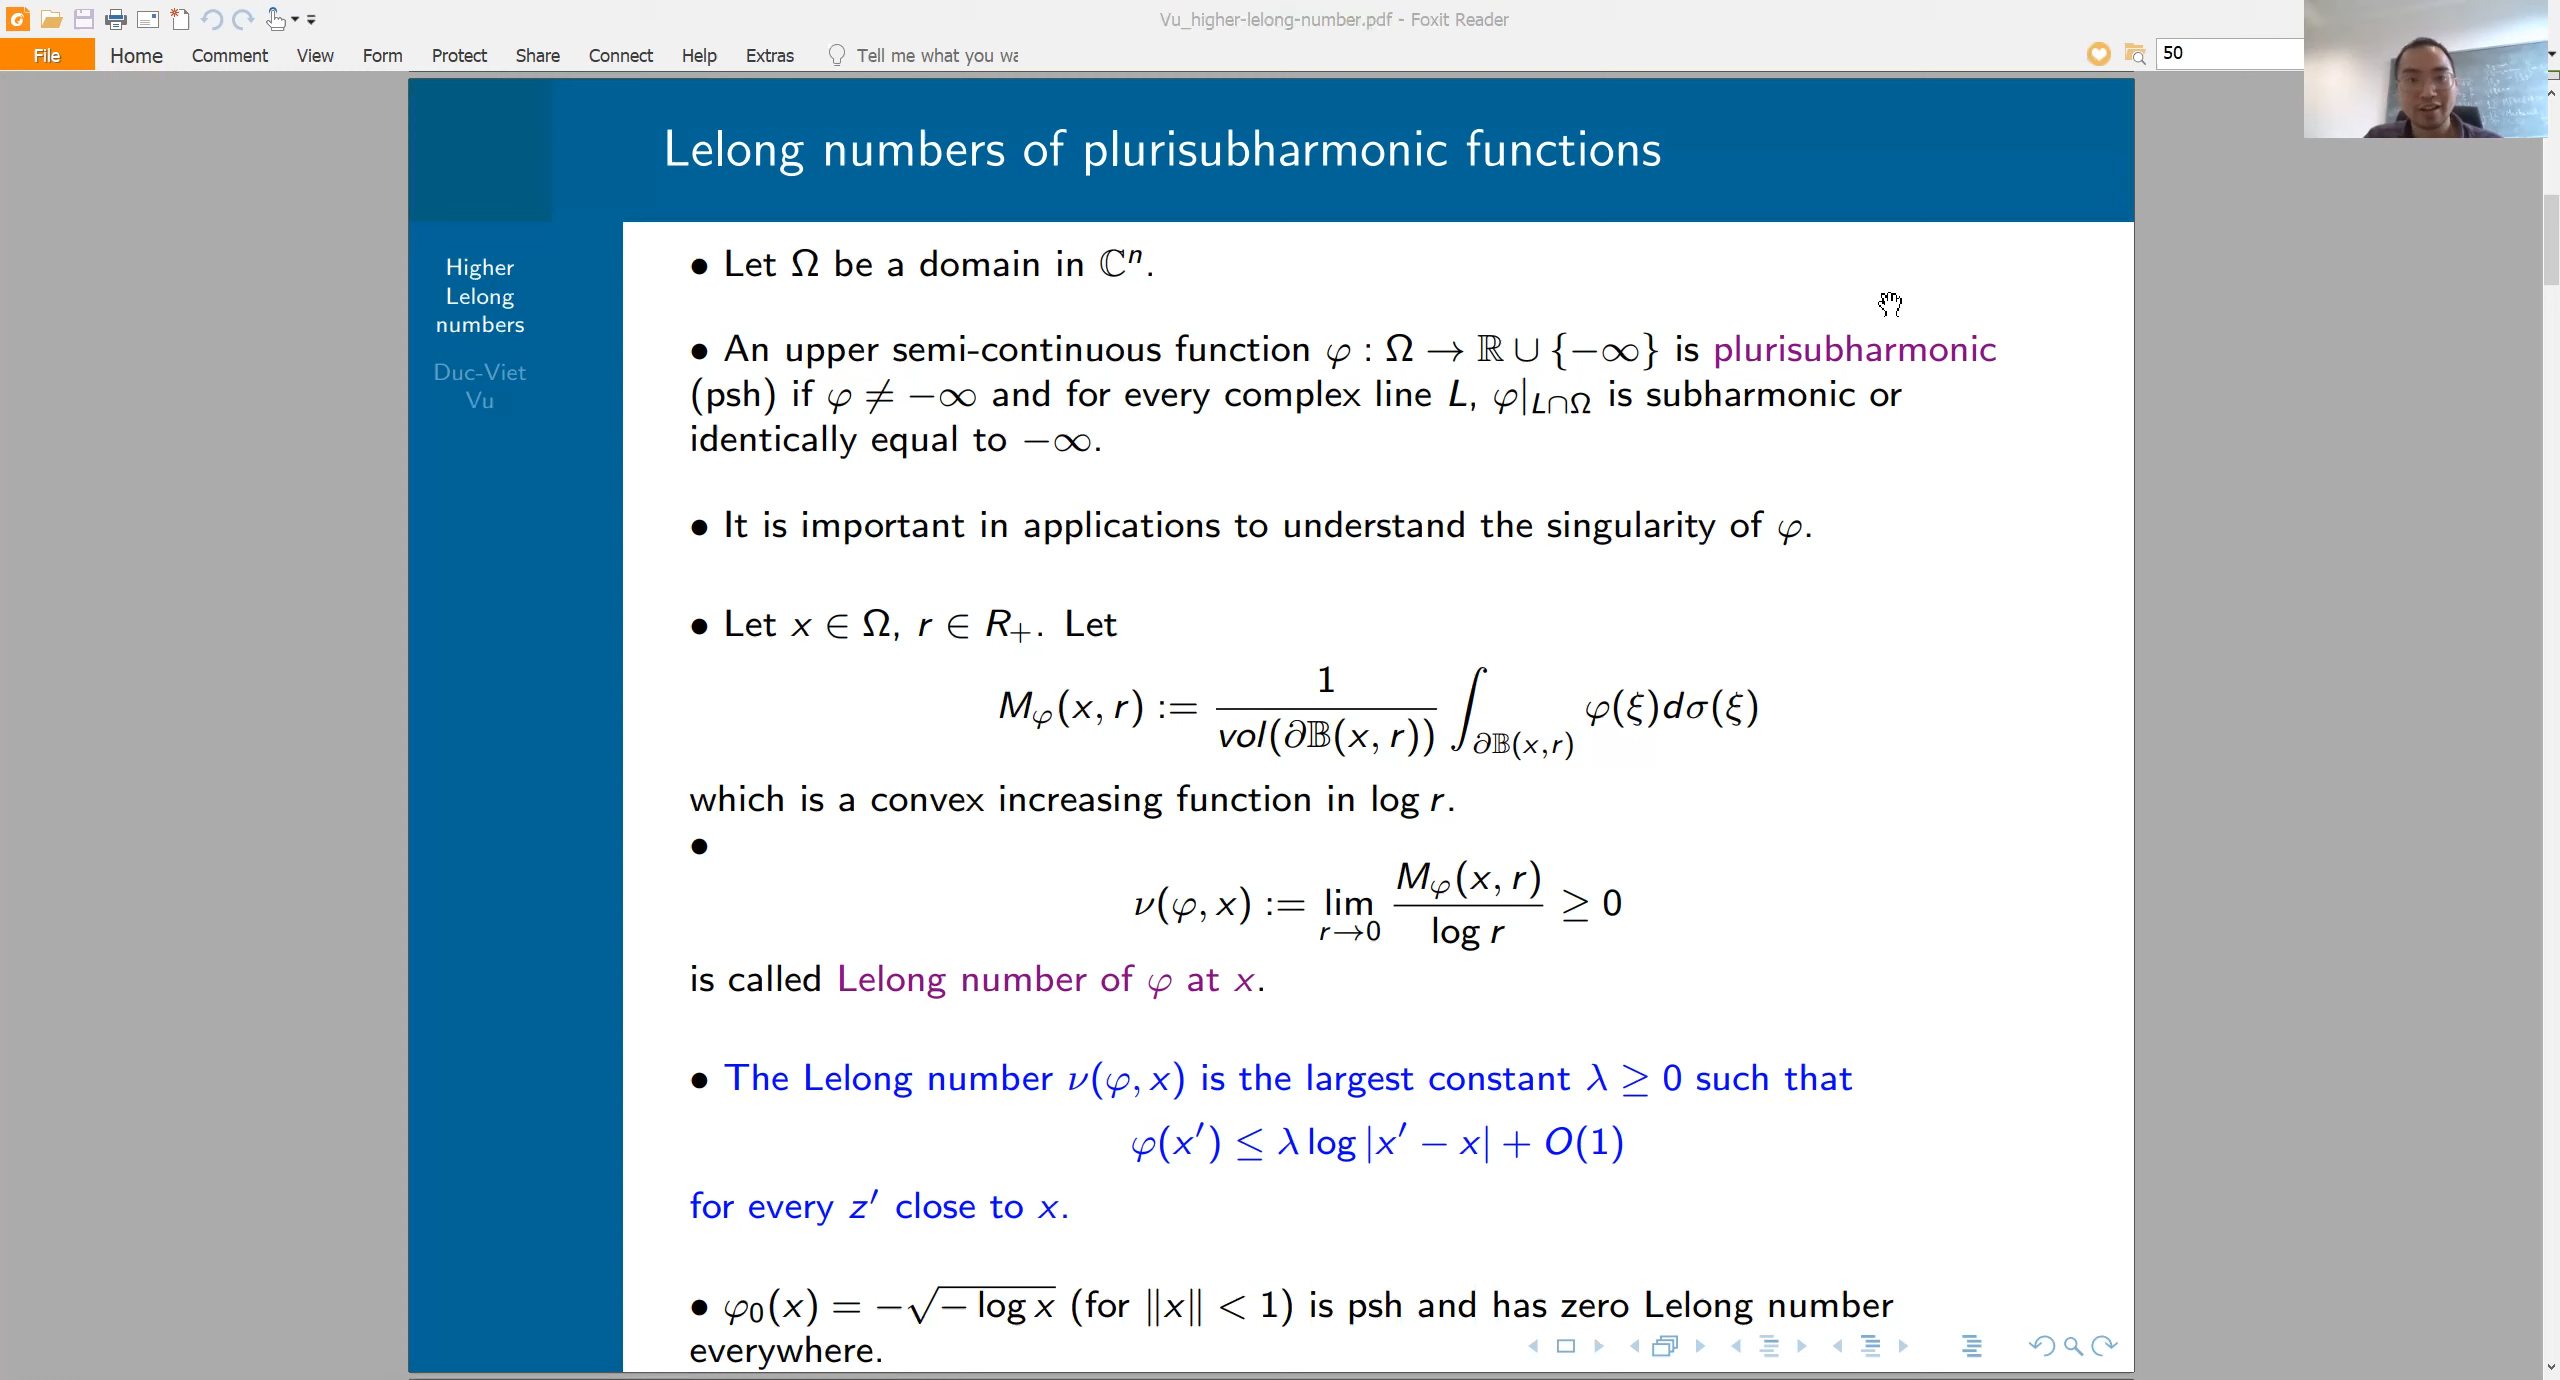 Vu_higher-lelong-number.pdf - Foxit Reader
File Home Comment View Form Protect Share Connect Help Extras Tell me what you wa
50
Lelong numbers of plurisubharmonic functions
Higher
Lelong
numbers
Duc-Viet
Vu
• Let Ω be a domain in ℂⁿ.
• An upper semi-continuous function φ : Ω → ℝ ∪ {−∞} is plurisubharmonic
(psh) if φ ≠ −∞ and for every complex line L, φ|_{L∩Ω} is subharmonic or
identically equal to −∞.
• It is important in applications to understand the singularity of φ.
• Let x ∈ Ω, r ∈ R₊. Let
M_φ(x, r) := 1/vol(∂𝔹(x, r)) ∫_{∂𝔹(x,r)} φ(ξ)dσ(ξ)
which is a convex increasing function in log r.
•
ν(φ, x) := lim_{r→0} M_φ(x, r)/log r ≥ 0
is called Lelong number of φ at x.
• The Lelong number ν(φ, x) is the largest constant λ ≥ 0 such that
φ(x′) ≤ λ log |x′ − x| + O(1)
for every z′ close to x.
• φ₀(x) = −√(− log x) (for ‖x‖ < 1) is psh and has zero Lelong number
everywhere.